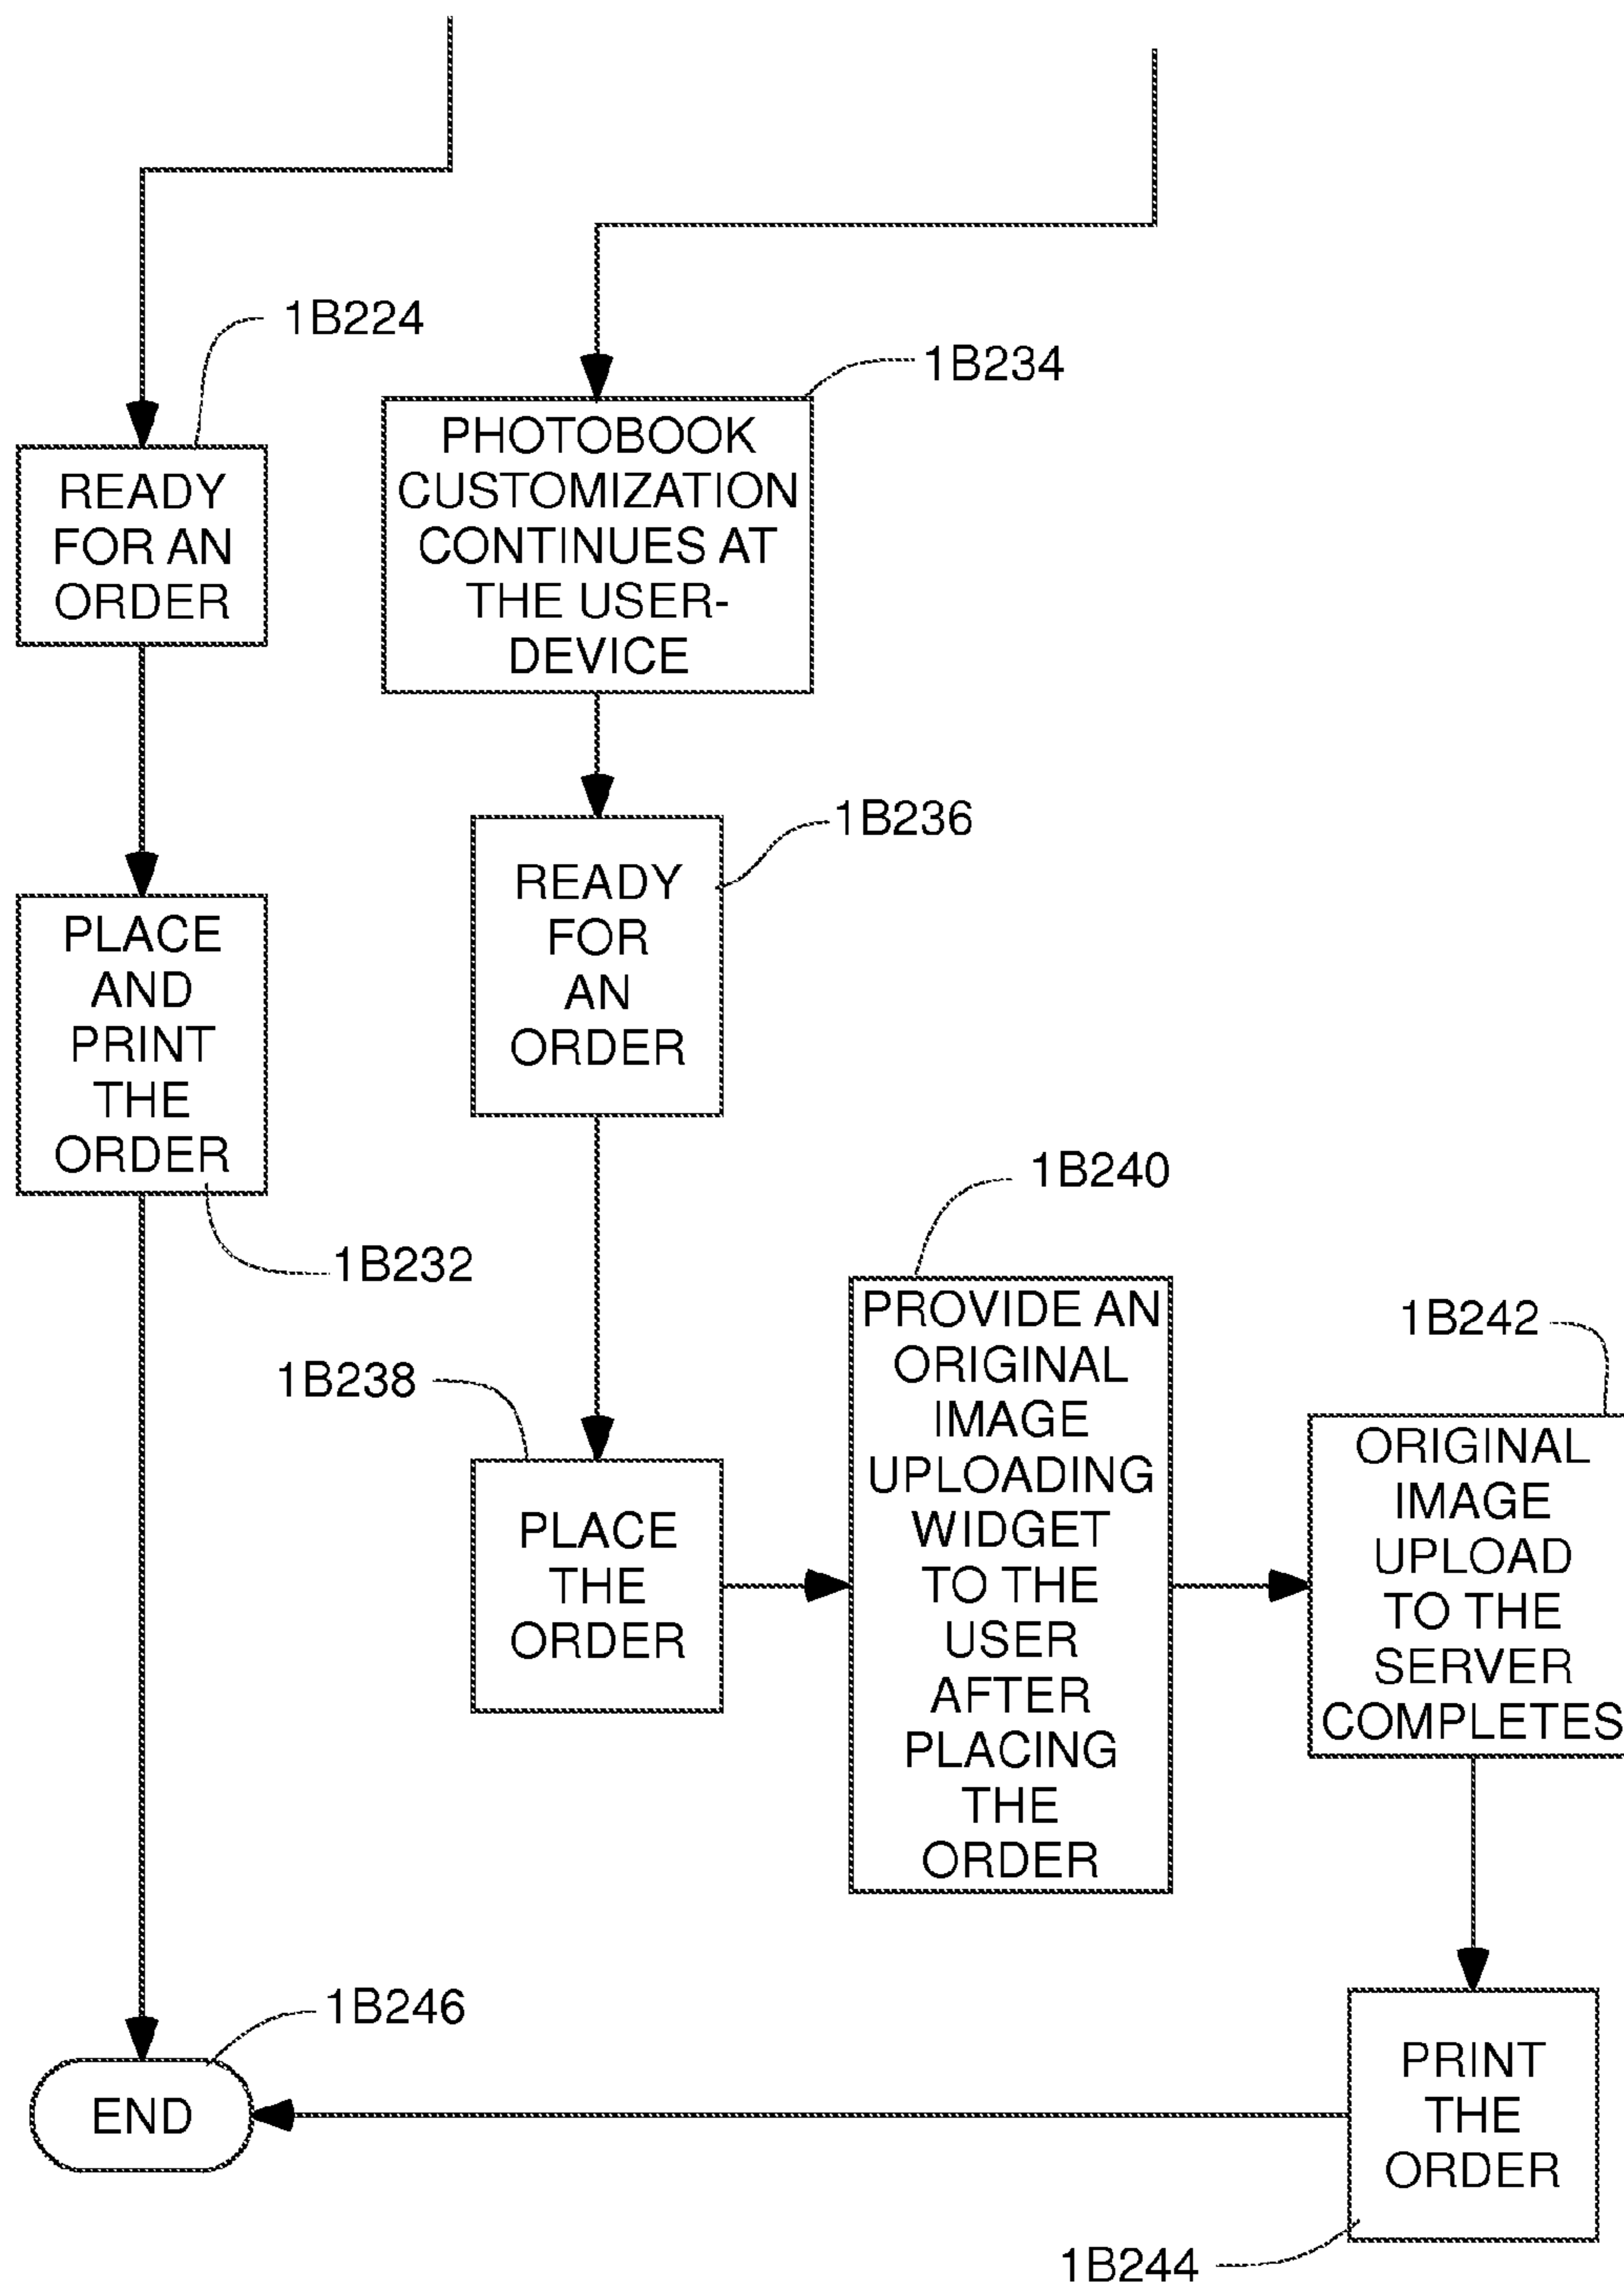 1B224
READY
FOR AN
ORDER
1B234
PHOTOBOOK
CUSTOMIZATION
CONTINUES AT
THE USER-
DEVICE
PLACE
AND
PRINT
THE
ORDER
1B232
1B236
READY
FOR
AN
ORDER
1B238
PLACE
THE
ORDER
1B240
PROVIDE AN
ORIGINAL
IMAGE
UPLOADING
WIDGET
TO THE
USER
AFTER
PLACING
THE
ORDER
1B242
ORIGINAL
IMAGE
UPLOAD
TO THE
SERVER
COMPLETES
1B246
END
PRINT
THE
ORDER
1B244